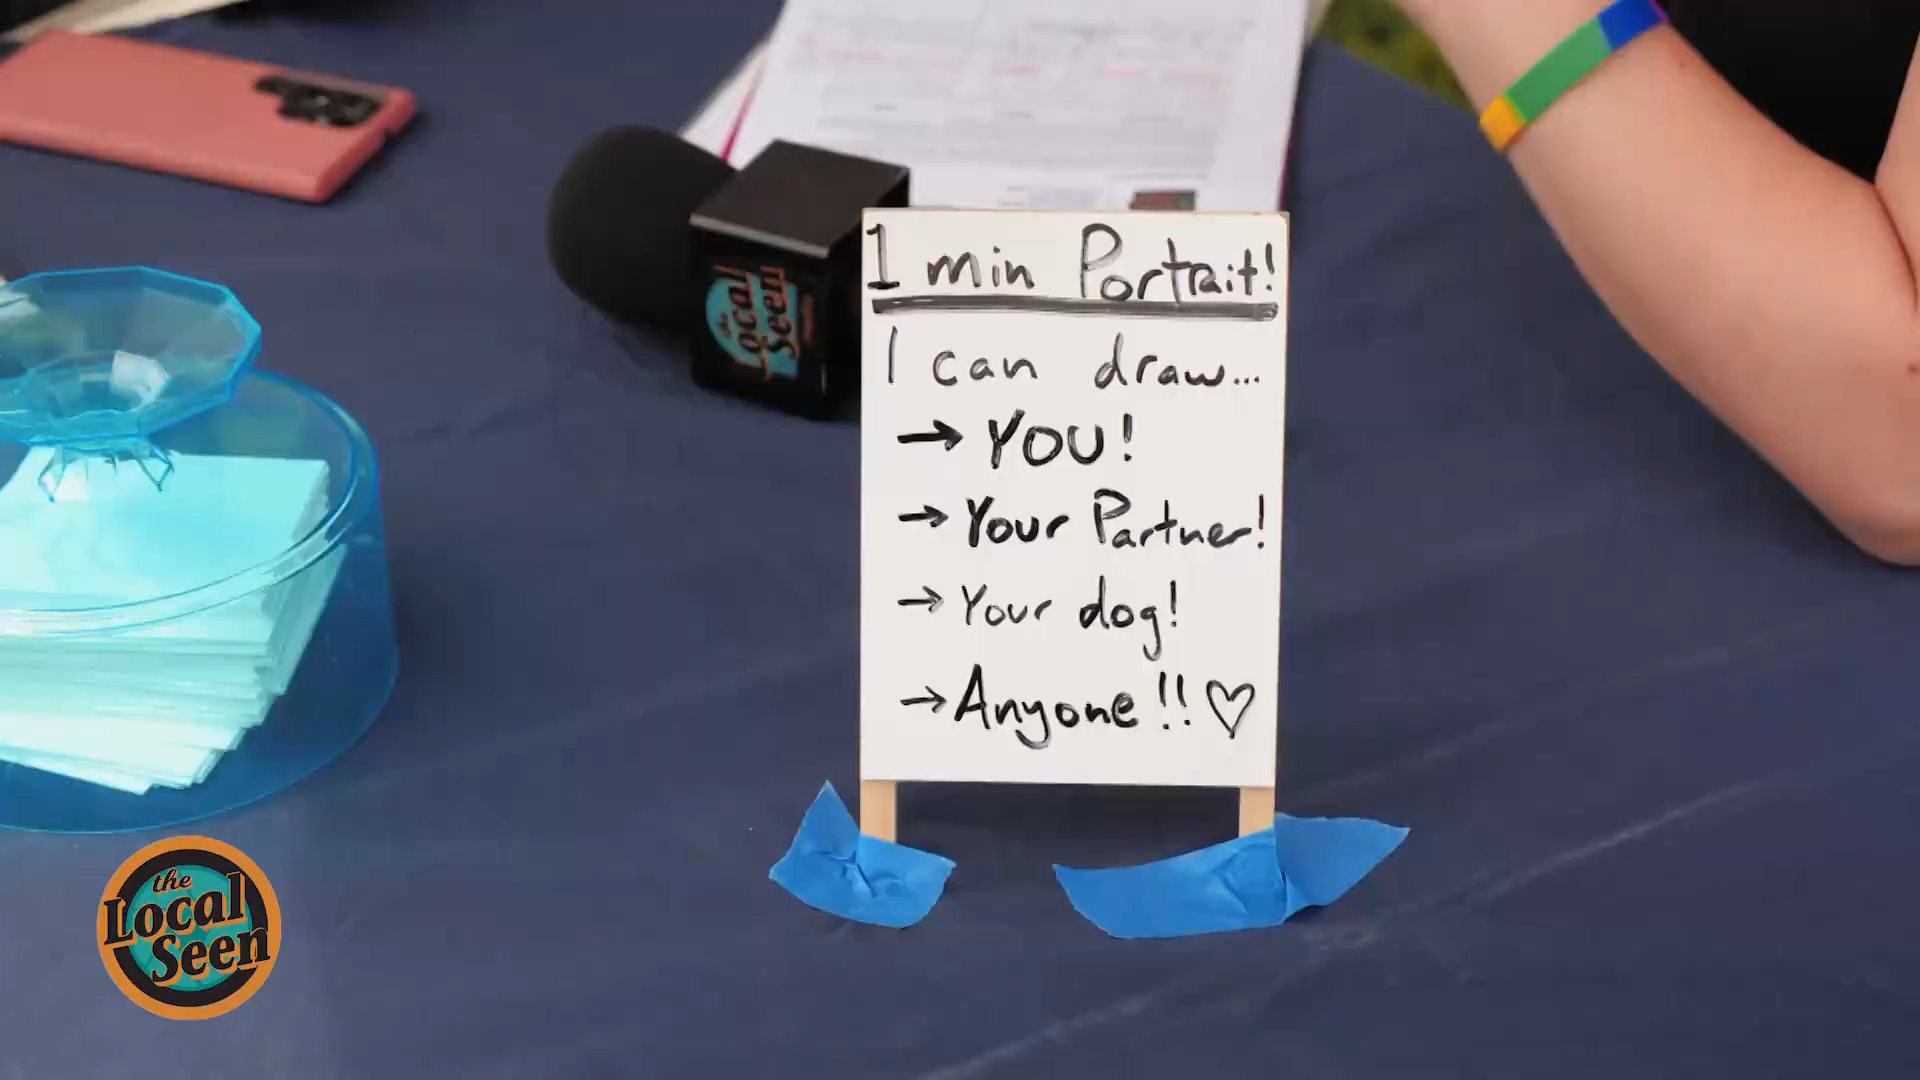 1 min Portrait!
I can draw...
→ YOU!
→ Your Partner!
→ Your dog!
→ Anyone!! ♡
the
Local
Seen
the
Local
Seen